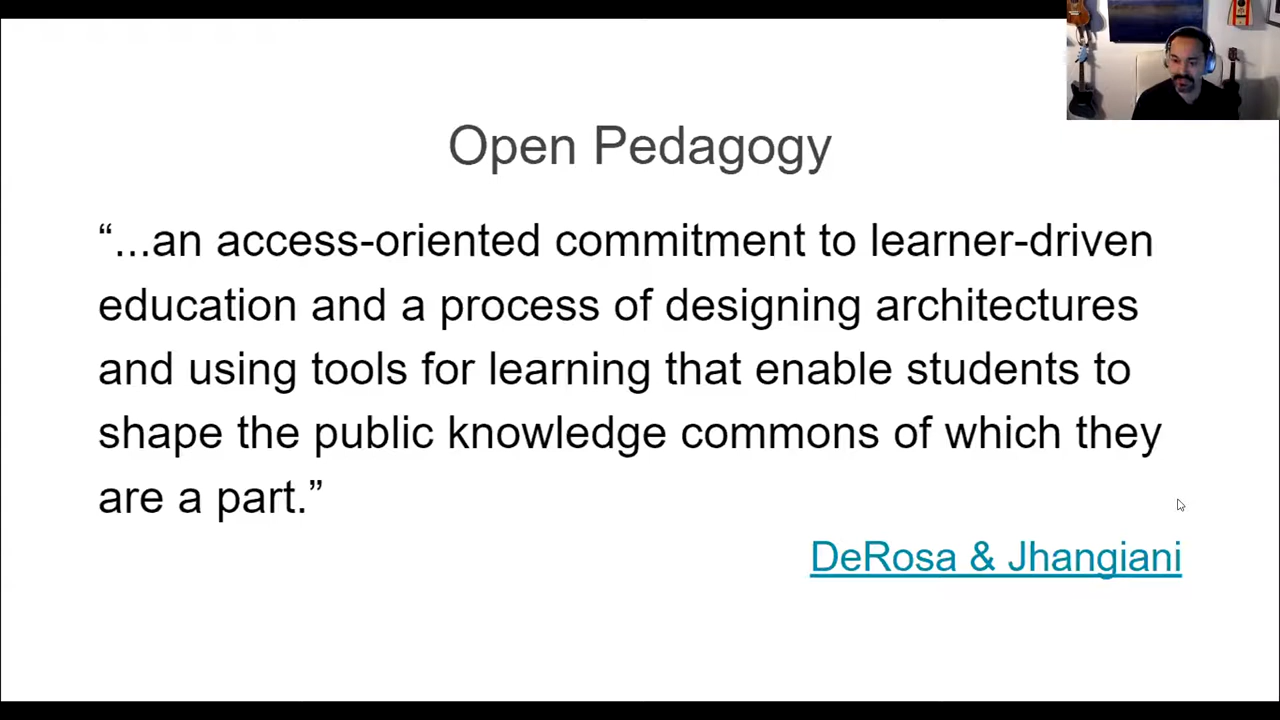 Open Pedagogy
“...an access-oriented commitment to learner-driven
education and a process of designing architectures
and using tools for learning that enable students to
shape the public knowledge commons of which they
are a part.”
DeRosa & Jhangiani